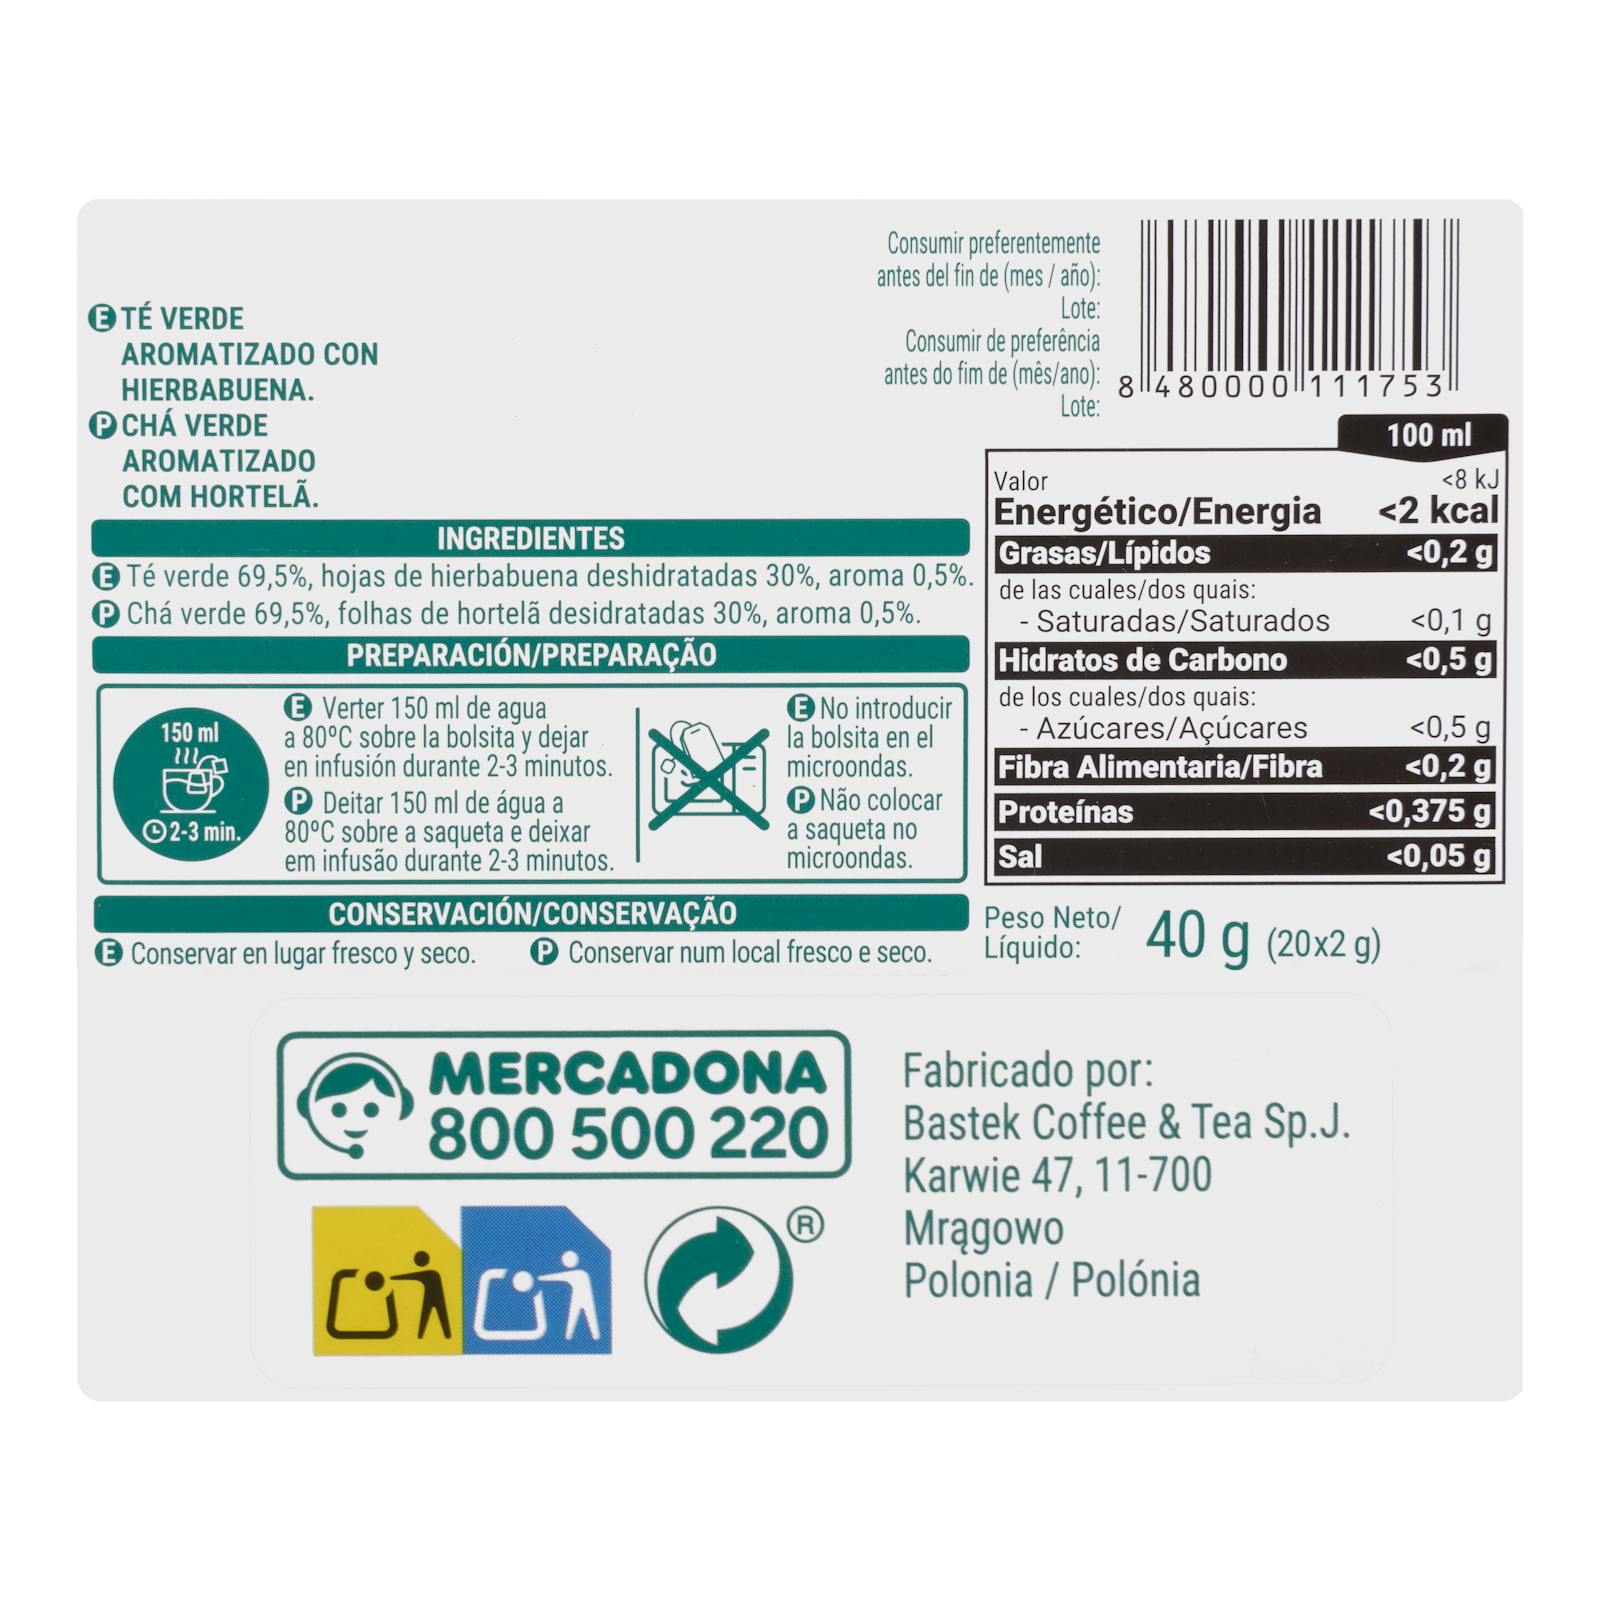 Consumir preferentemente
antes del fin de (mes / año):
Lote:
Consumir de preferência
antes do fim de (mês/ano):
Lote:
8 480000 111753
E TÉ VERDE
AROMATIZADO CON
HIERBABUENA.
P CHÁ VERDE
AROMATIZADO
COM HORTELÃ.
INGREDIENTES
E Té verde 69,5%, hojas de hierbabuena deshidratadas 30%, aroma 0,5%.
P Chá verde 69,5%, folhas de hortelã desidratadas 30%, aroma 0,5%.
PREPARACIÓN/PREPARAÇÃO
150 ml
2-3 min.
E Verter 150 ml de agua
a 80ºC sobre la bolsita y dejar
en infusión durante 2-3 minutos.
P Deitar 150 ml de água a
80ºC sobre a saqueta e deixar
em infusão durante 2-3 minutos.
E No introducir
la bolsita en el
microondas.
P Não colocar
a saqueta no
microondas.
CONSERVACIÓN/CONSERVAÇÃO
E Conservar en lugar fresco y seco. P Conservar num local fresco e seco.
100 ml
Valor <8 kJ
Energético/Energia <2 kcal
Grasas/Lípidos <0,2 g
de las cuales/dos quais:
- Saturadas/Saturados <0,1 g
Hidratos de Carbono <0,5 g
de los cuales/dos quais:
- Azúcares/Açúcares <0,5 g
Fibra Alimentaria/Fibra <0,2 g
Proteínas <0,375 g
Sal <0,05 g
Peso Neto/
Líquido: 40 g (20x2 g)
MERCADONA
800 500 220
®
Fabricado por:
Bastek Coffee & Tea Sp.J.
Karwie 47, 11-700
Mrągowo
Polonia / Polónia